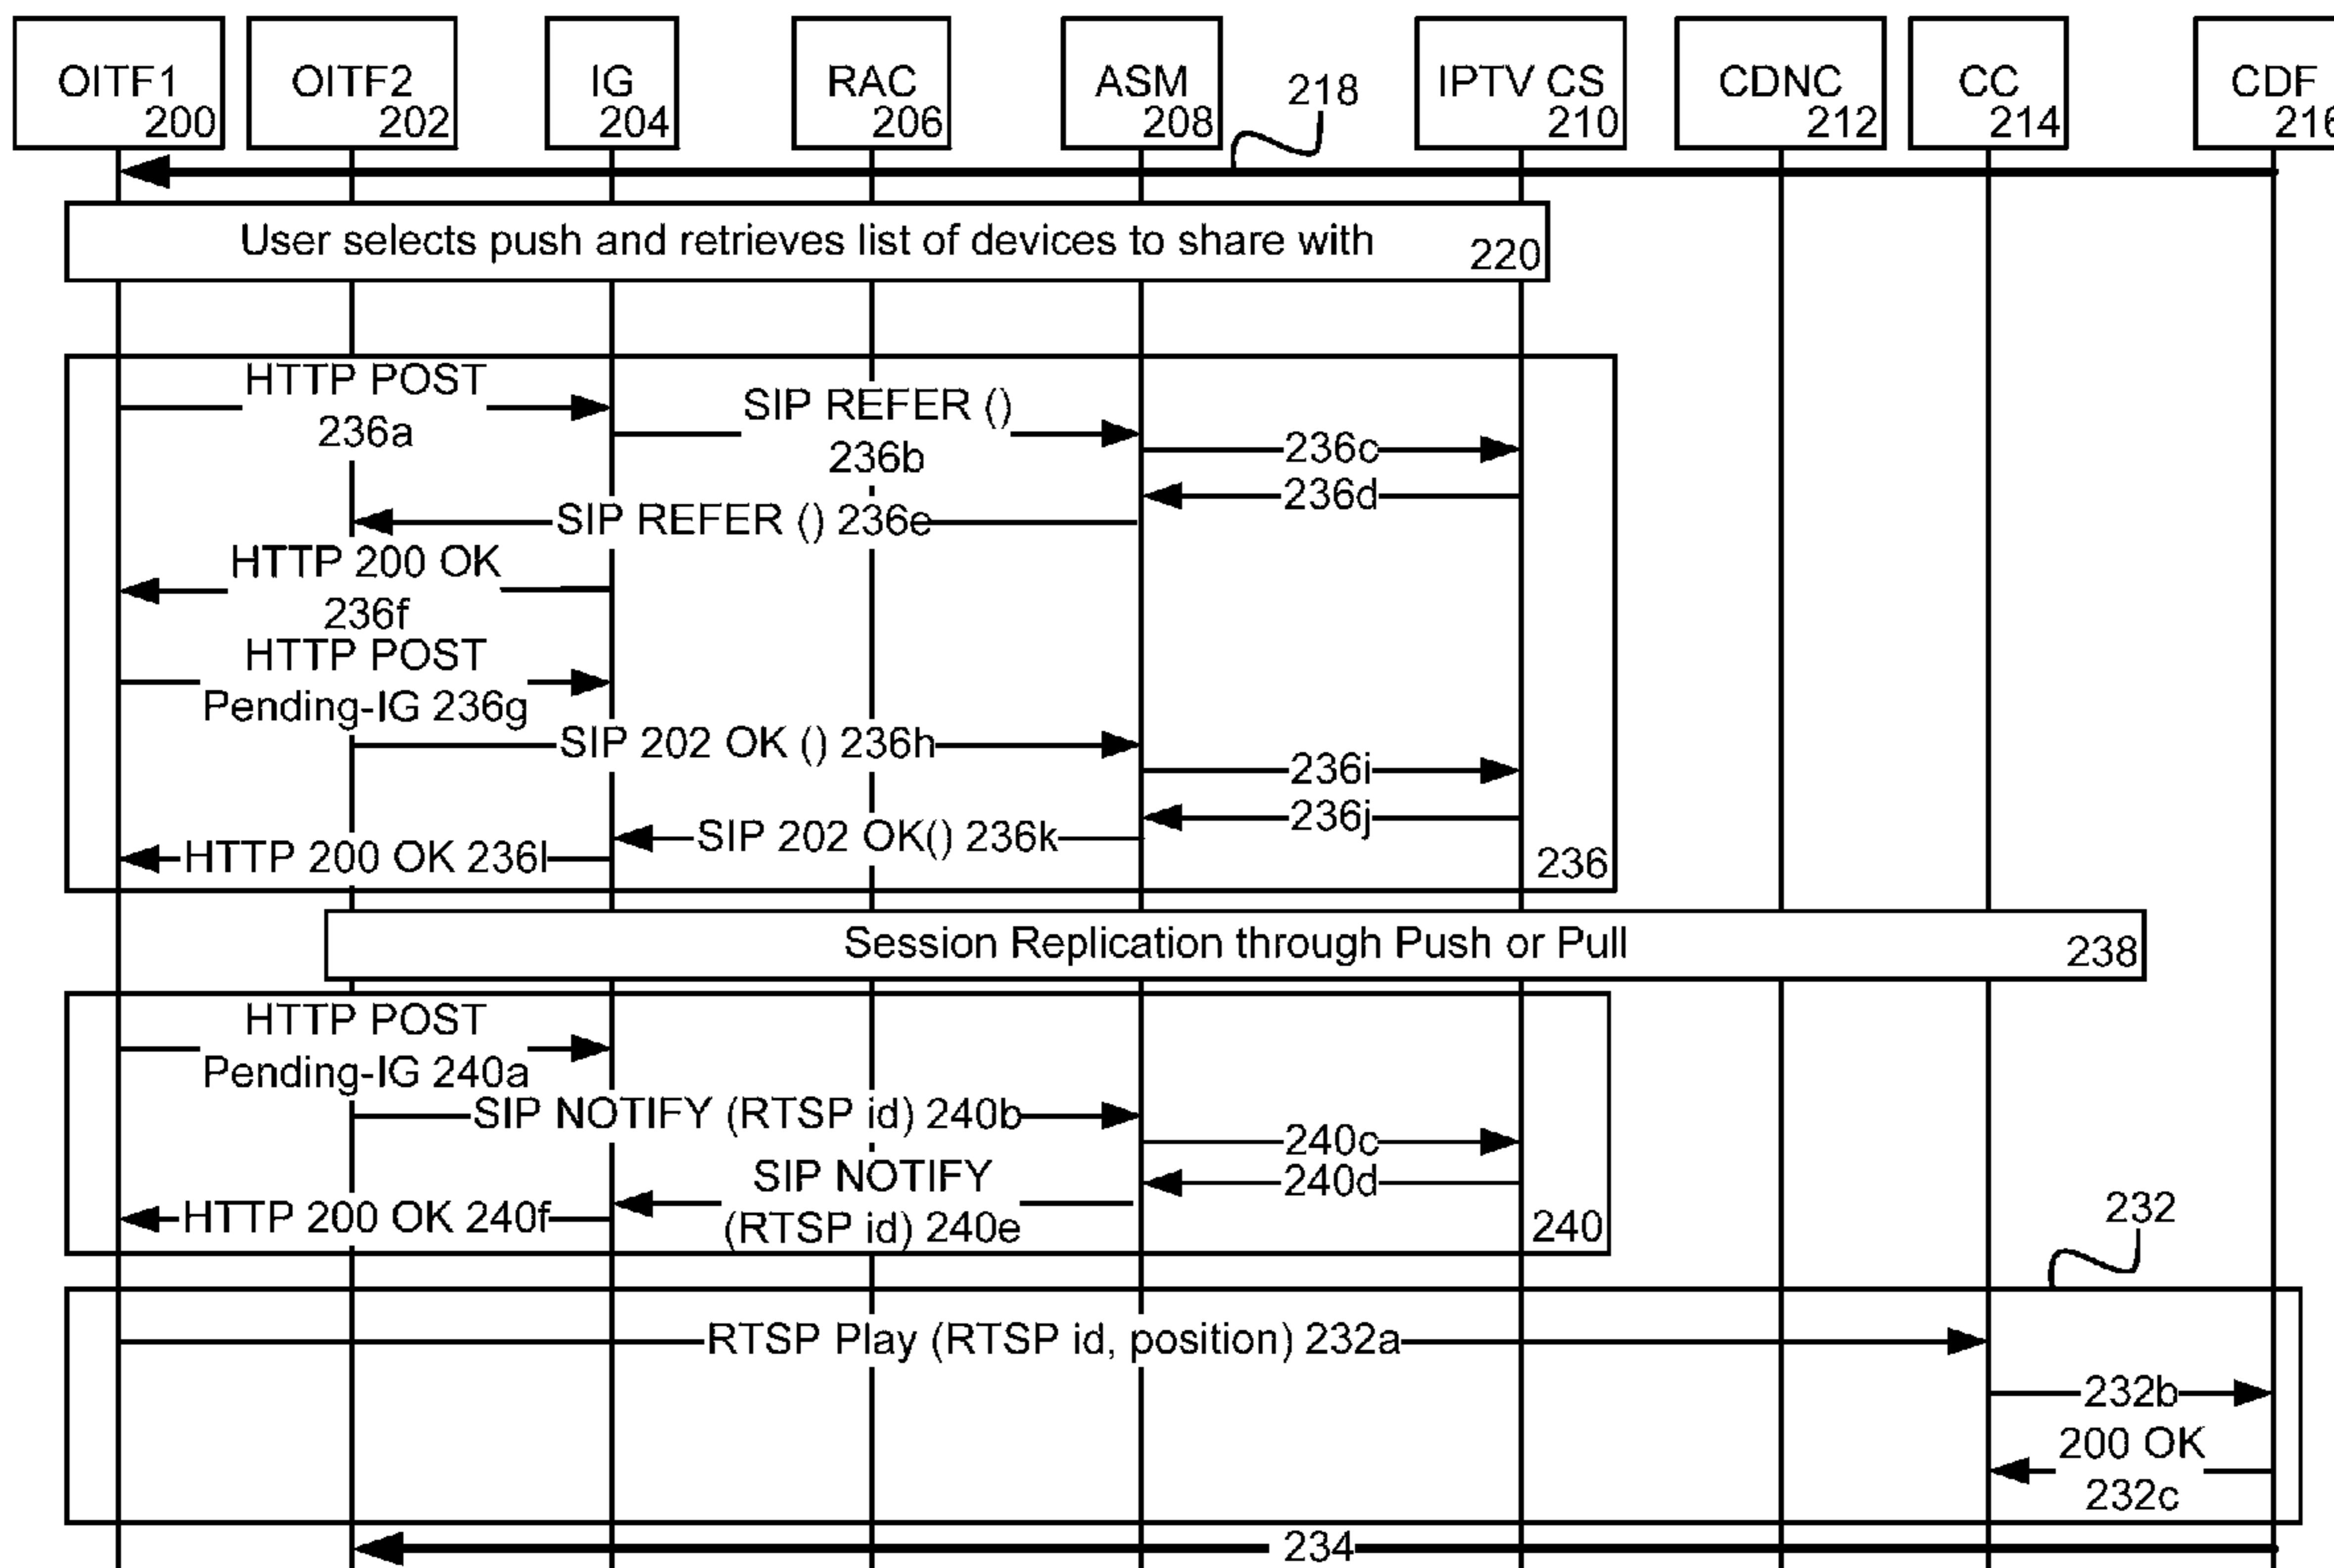 OITF1
200
OITF2
202
IG
204
RAC
206
ASM
208
IPTV CS
210
CDNC
212
CC
214
CDF
216
218
User selects push and retrieves list of devices to share with
220
HTTP POST
236a
SIP REFER ()
236b
236c
236d
SIP REFER () 236e
HTTP 200 OK
236f
HTTP POST
Pending-IG 236g
SIP 202 OK () 236h
236i
236j
SIP 202 OK() 236k
HTTP 200 OK 236l
236
Session Replication through Push or Pull
238
HTTP POST
Pending-IG 240a
SIP NOTIFY (RTSP id) 240b
240c
240d
SIP NOTIFY
(RTSP id) 240e
HTTP 200 OK 240f
240
232
RTSP Play (RTSP id, position) 232a
232b
200 OK
232c
234